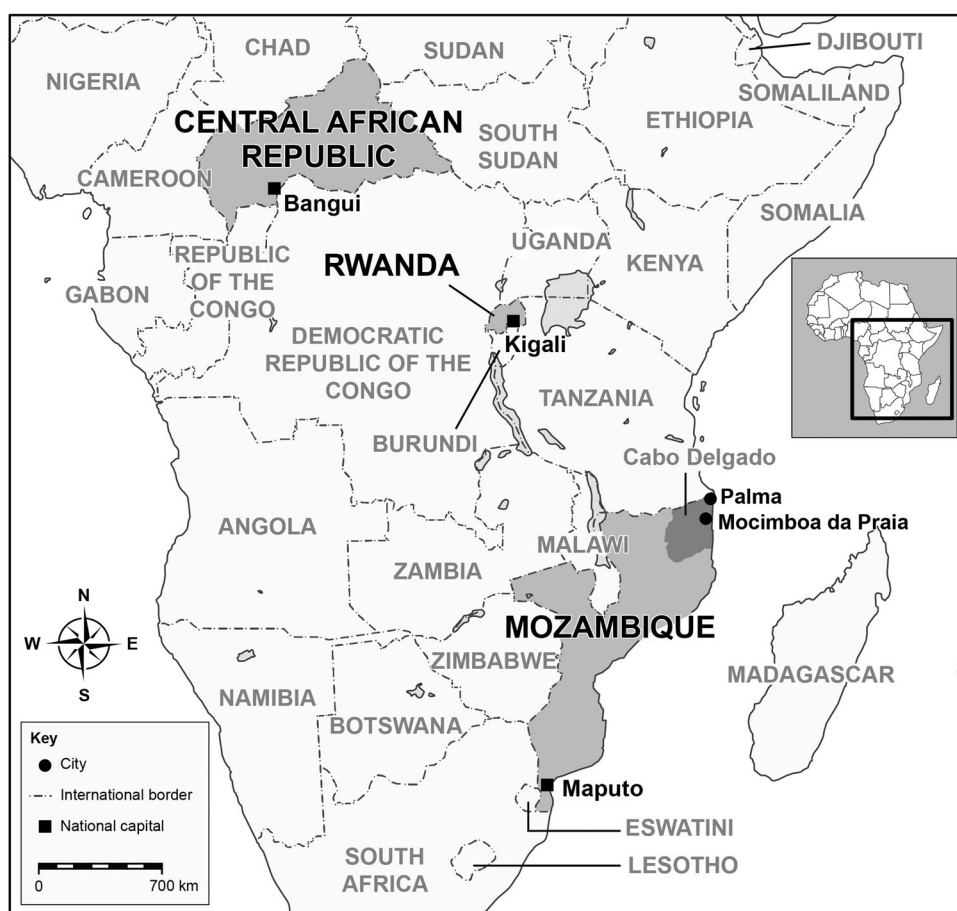 CHAD
SUDAN
DJIBOUTI
NIGERIA
SOMALILAND
CENTRAL AFRICAN
REPUBLIC
ETHIOPIA
SOUTH
SUDAN
CAMEROON
Bangui
SOMALIA
UGANDA
REPUBLIC
OF THE
CONGO
RWANDA
KENYA
GABON
DEMOCRATIC
REPUBLIC OF THE
CONGO
Kigali
TANZANIA
BURUNDI
Cabo Delgado
Palma
Mocimboa da Praia
ANGOLA
MALAWI
ZAMBIA
MOZAMBIQUE
N
W
E
S
ZIMBABWE
MADAGASCAR
NAMIBIA
BOTSWANA
Key
City
International border
National capital
0
700 km
Maputo
ESWATINI
SOUTH
AFRICA
LESOTHO